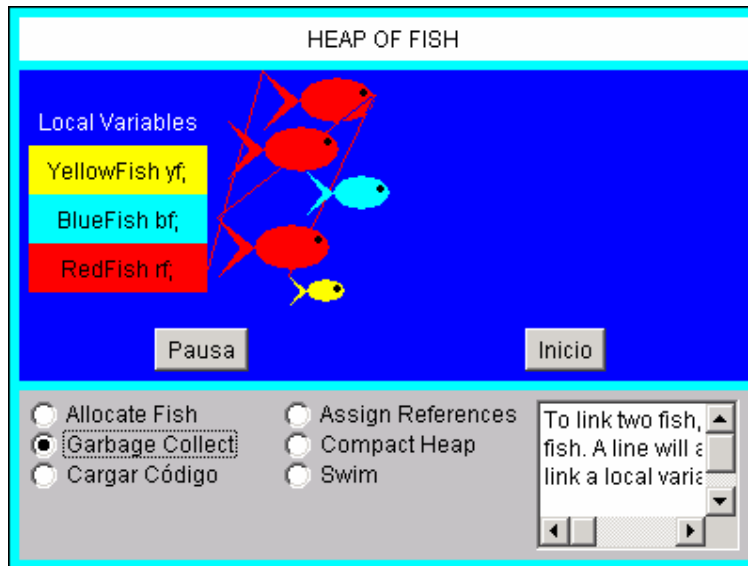 HEAP OF FISH
Local Variables
YellowFish yf;
BlueFish bf;
RedFish rf;
Pausa
Inicio
Allocate Fish
Garbage Collect
Cargar Código
Assign References
Compact Heap
Swim
To link two fish,
fish. A line will
link a local